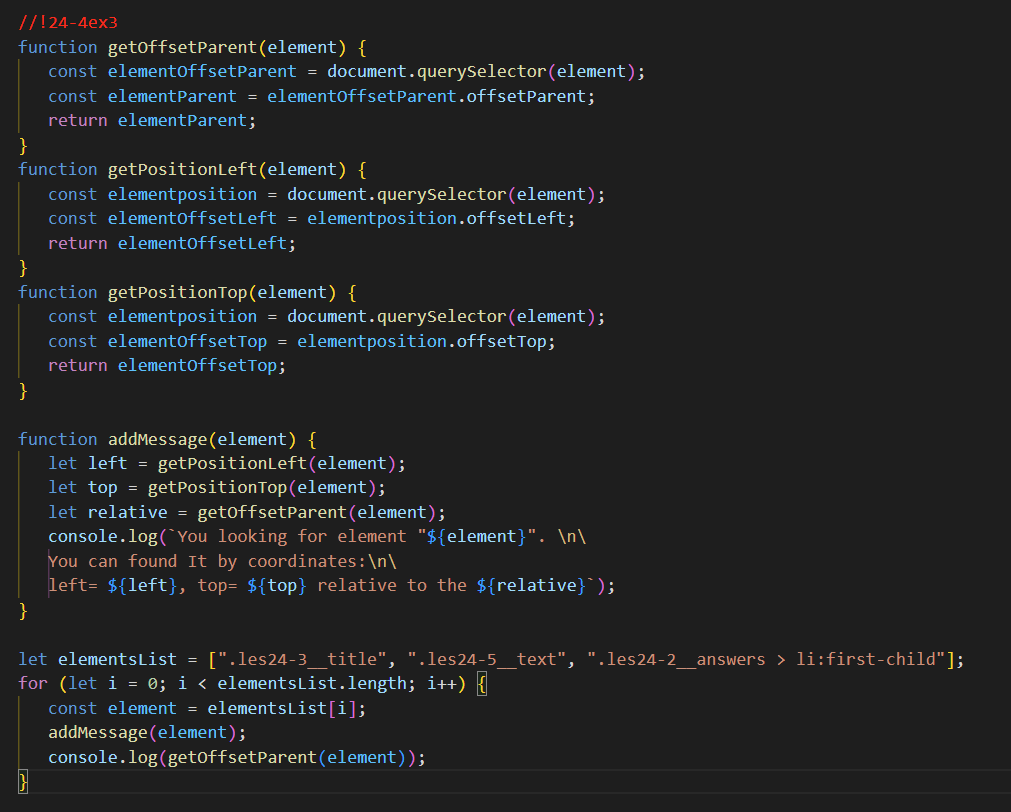 //!24-4ex3
function getOffsetParent(element) {
   const elementOffsetParent = document.querySelector(element);
   const elementParent = elementOffsetParent.offsetParent;
   return elementParent;
}
function getPositionLeft(element) {
   const elementposition = document.querySelector(element);
   const elementOffsetLeft = elementposition.offsetLeft;
   return elementOffsetLeft;
}
function getPositionTop(element) {
   const elementposition = document.querySelector(element);
   const elementOffsetTop = elementposition.offsetTop;
   return elementOffsetTop;
}

function addMessage(element) {
   let left = getPositionLeft(element);
   let top = getPositionTop(element);
   let relative = getOffsetParent(element);
   console.log(`You looking for element "${element}". \n\
   You can found It by coordinates:\n\
   left= ${left}, top= ${top} relative to the ${relative}`);
}

let elementsList = [".les24-3__title", ".les24-5__text", ".les24-2__answers > li:first-child"];
for (let i = 0; i < elementsList.length; i++) {
   const element = elementsList[i];
   addMessage(element);
   console.log(getOffsetParent(element));
}